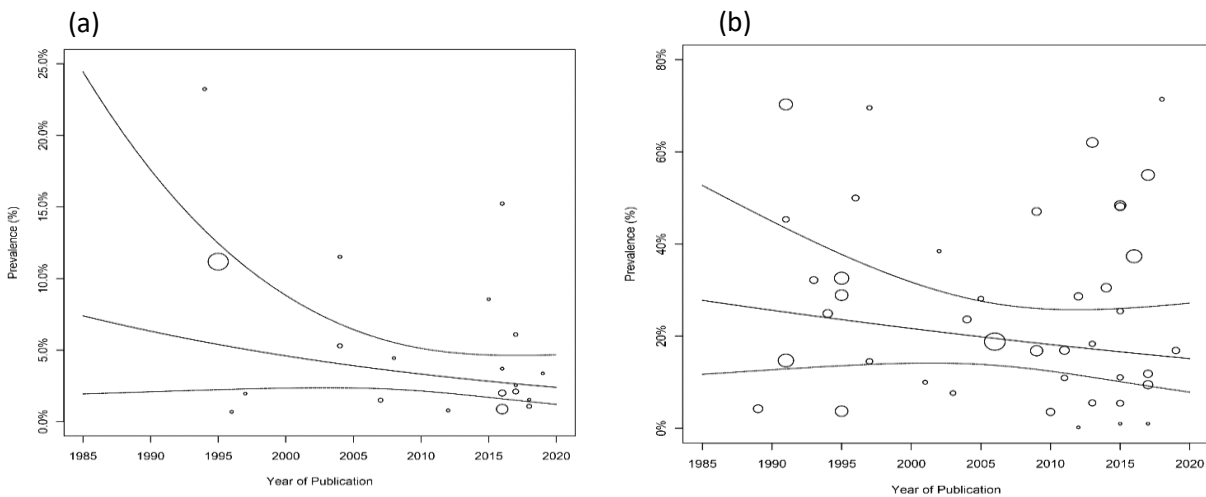 (a)
(b)
Prevalence (%)
25.0%
20.0%
15.0%
10.0%
5.0%
0.0%
1985 1990 1995 2000 2005 2010 2015 2020
Year of Publication
Prevalence (%)
80%
60%
40%
20%
0%
1985 1990 1995 2000 2005 2010 2015 2020
Year of Publication